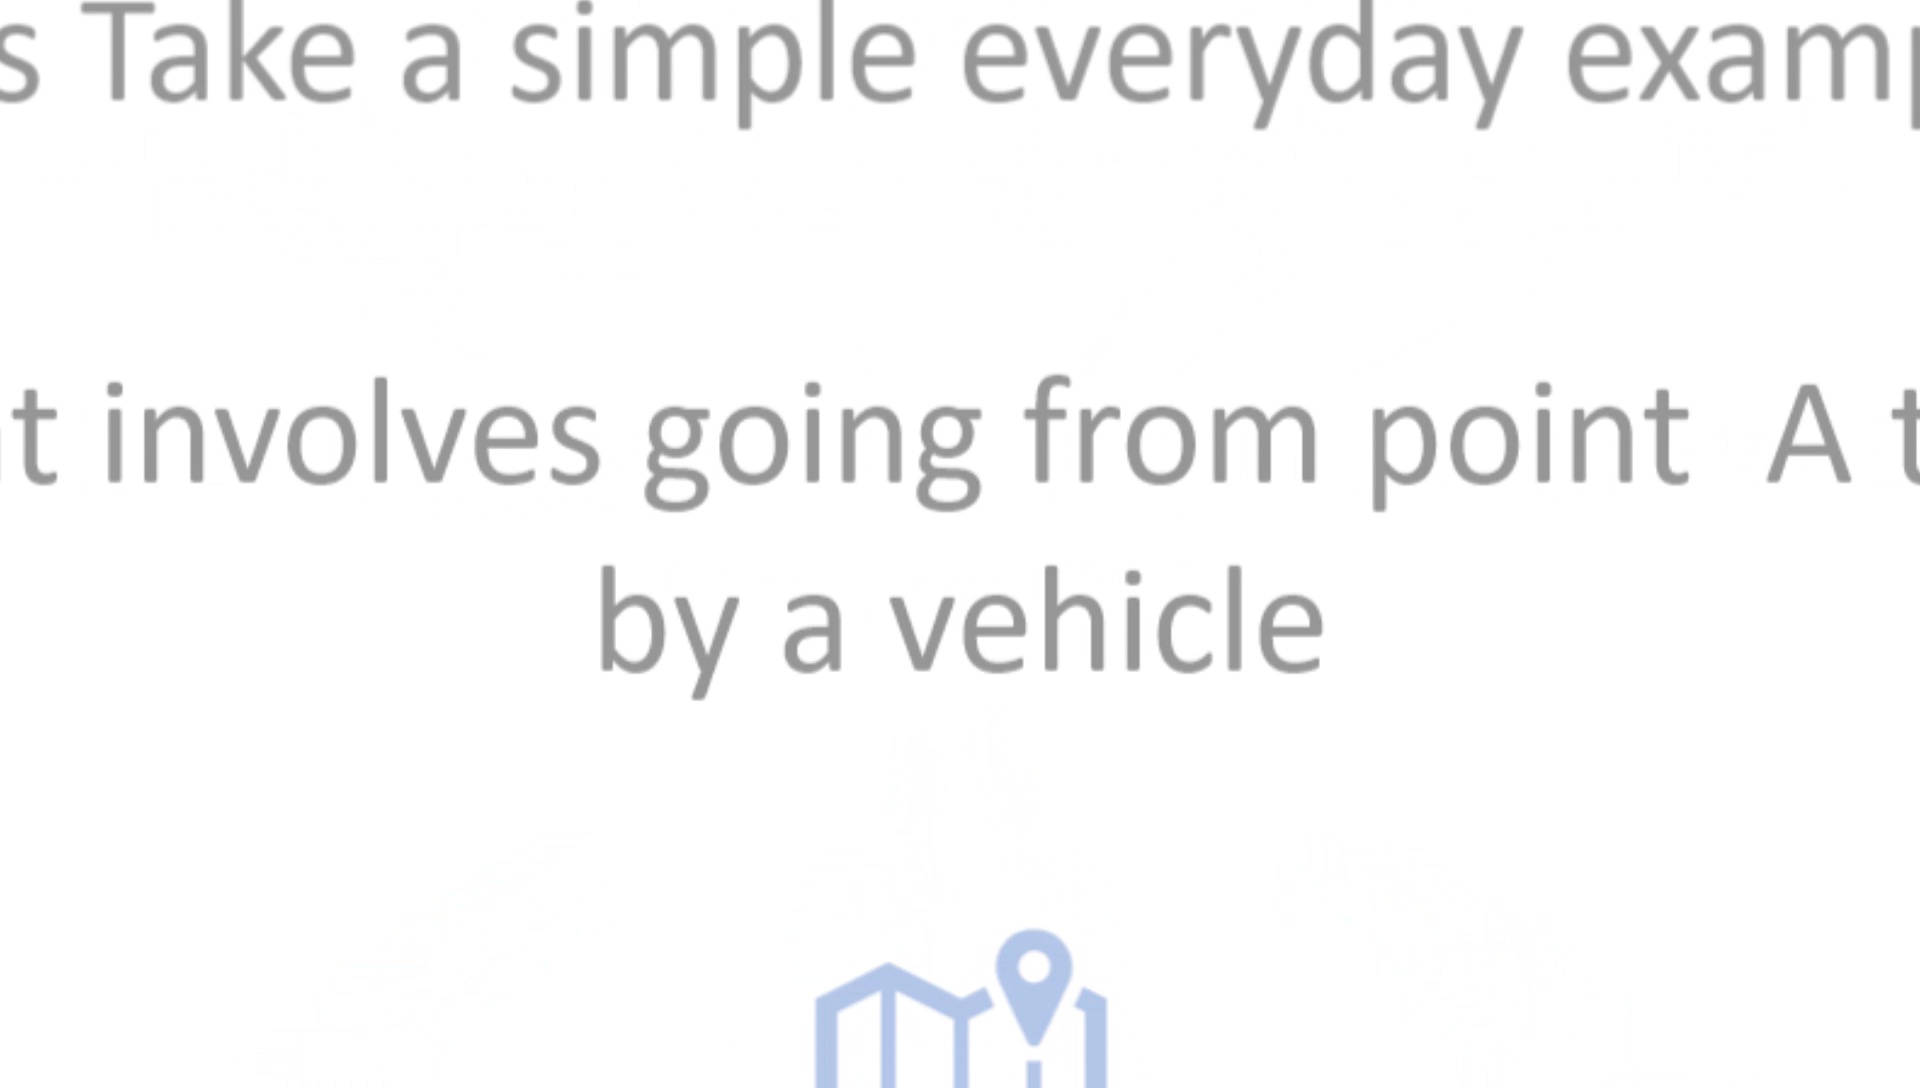 s Take a simple everyday examp
t involves going from point A t
by a vehicle